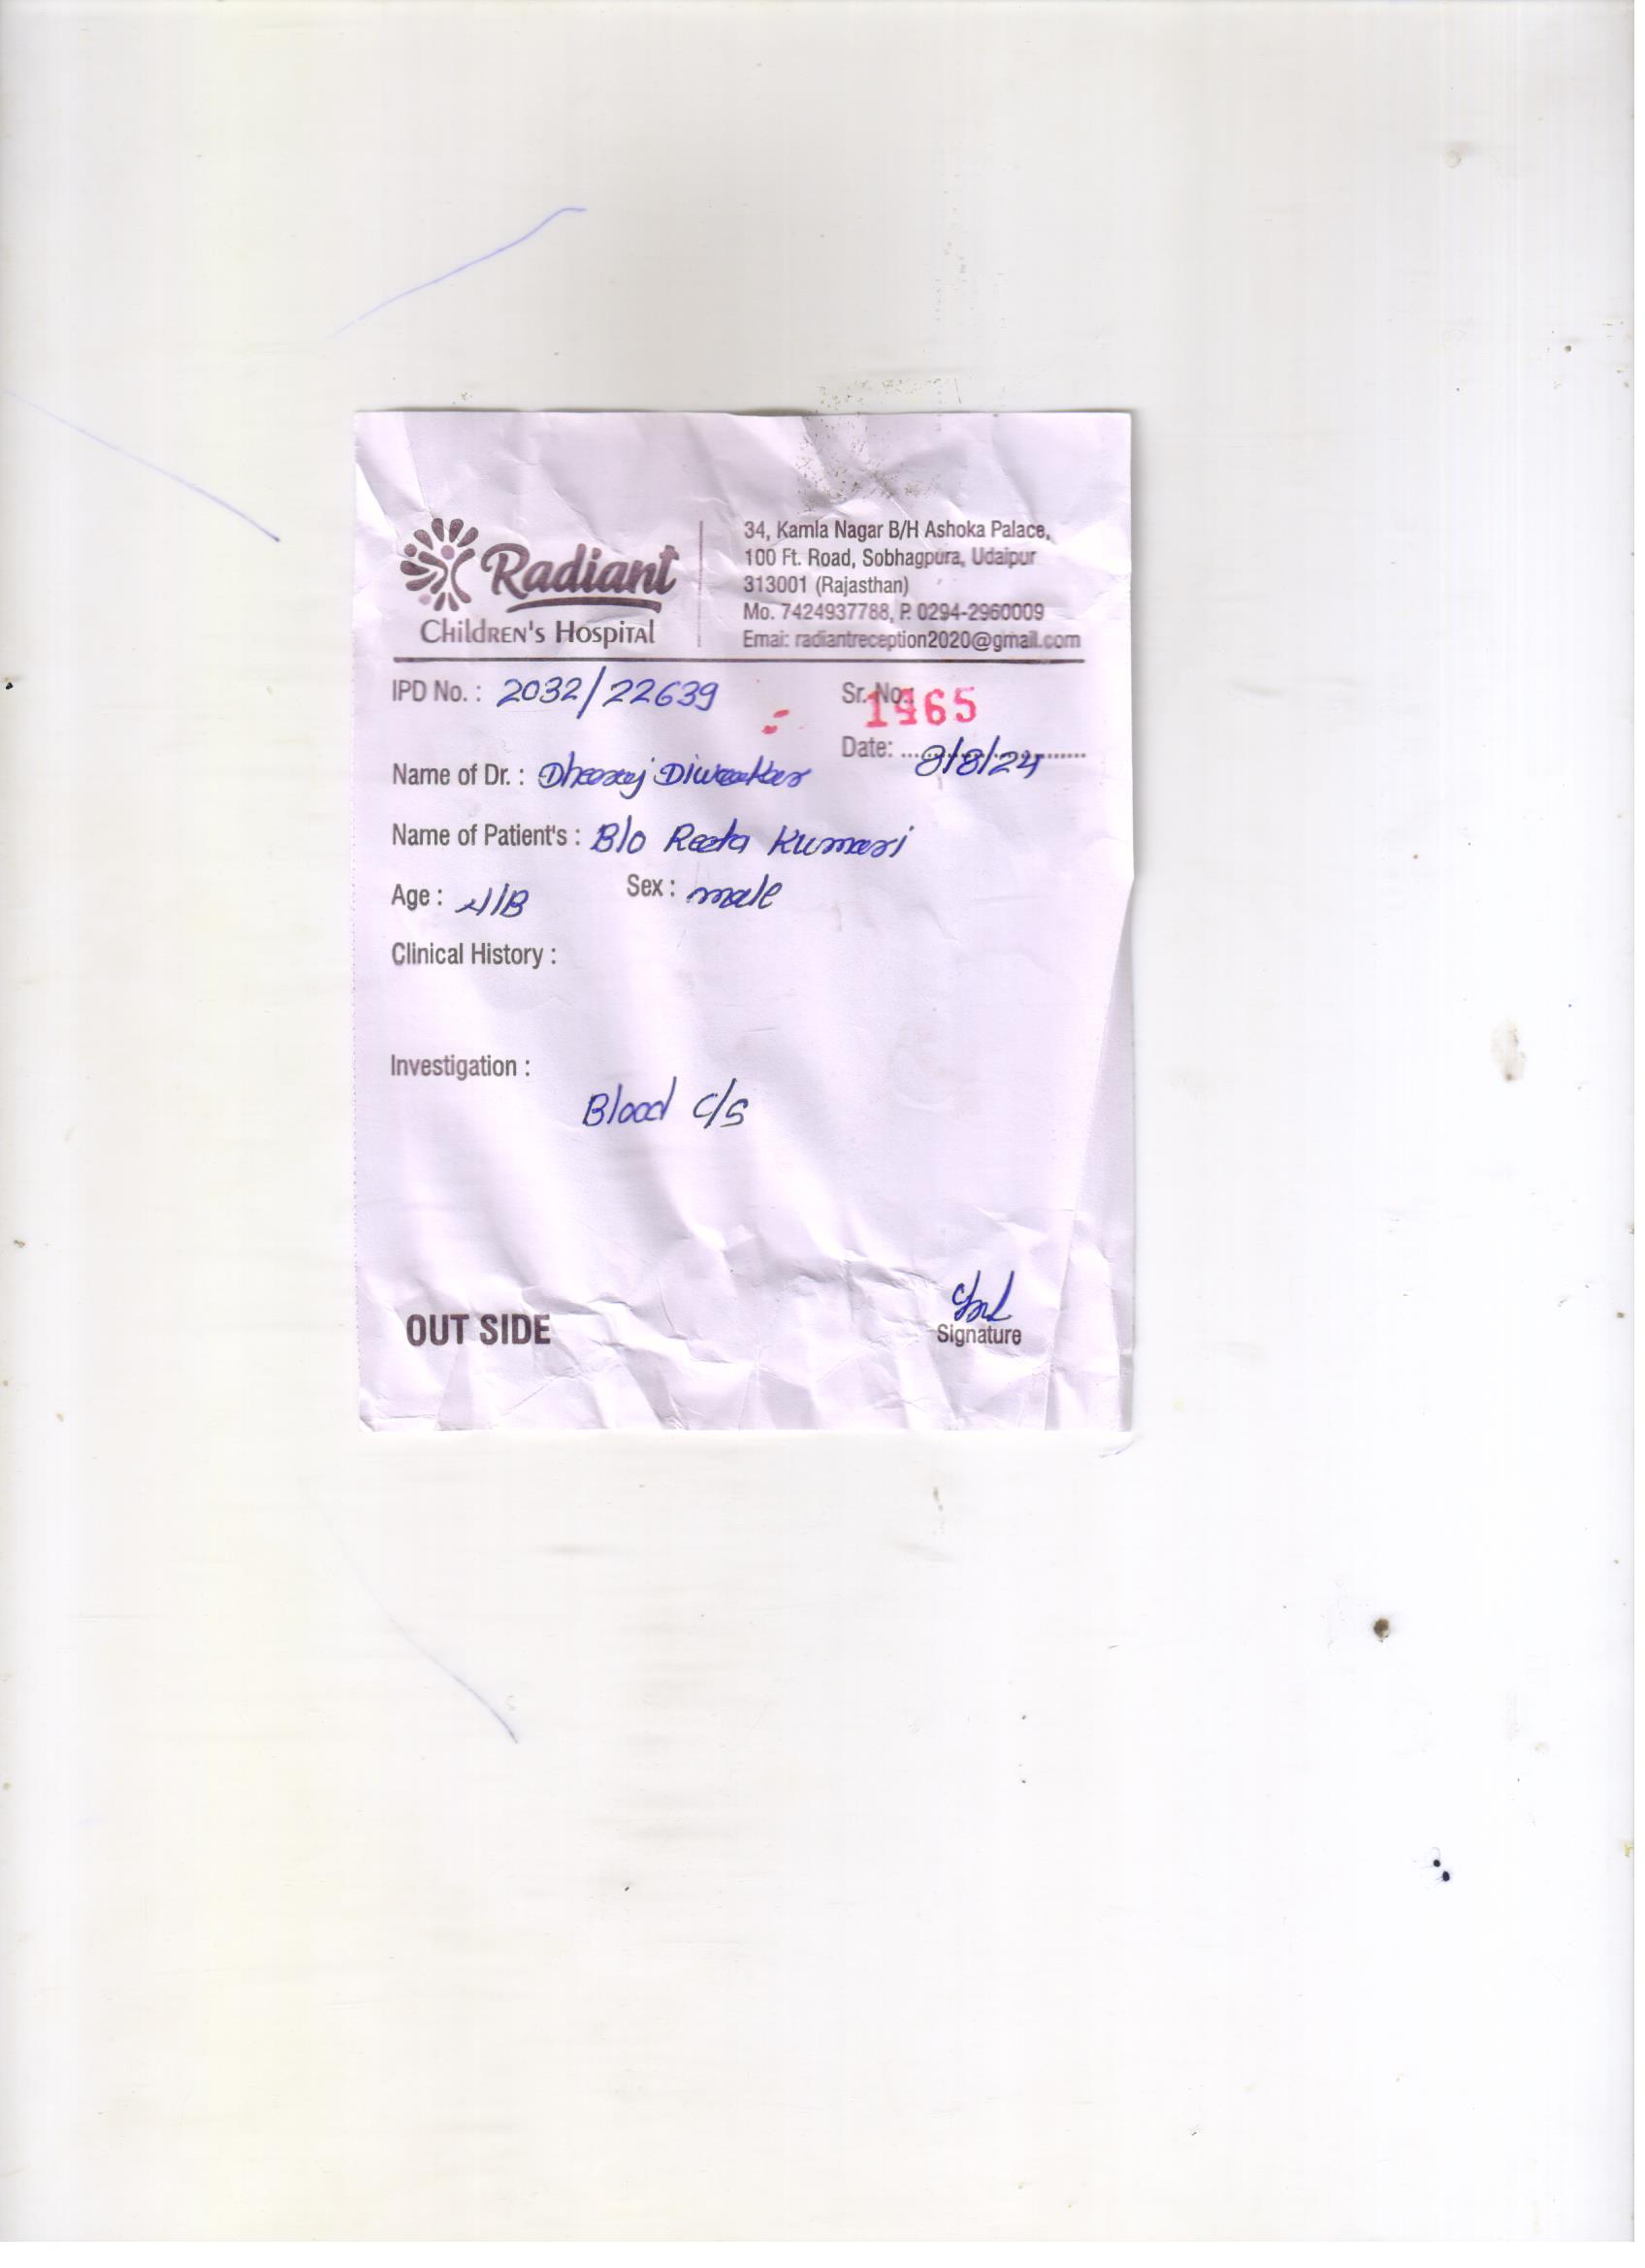 Radiant
Children's Hospital
34, Kamla Nagar B/H Ashoka Palace,
100 Ft. Road, Sobhagpura, Udaipur
313001 (Rajasthan)
Mo. 7424937788, P. 0294-2960009
Emai: radiantreception2020@gmail.com
IPD No. : 2032/22639
Sr. No.: 1965
Date: 8/8/24
Name of Dr. : Dheeraj Diwakar
Name of Patient's : B/o Reeta Kumari
Age : N/B Sex : male
Clinical History :
Investigation :
Blood C/S
OUT SIDE
Signature